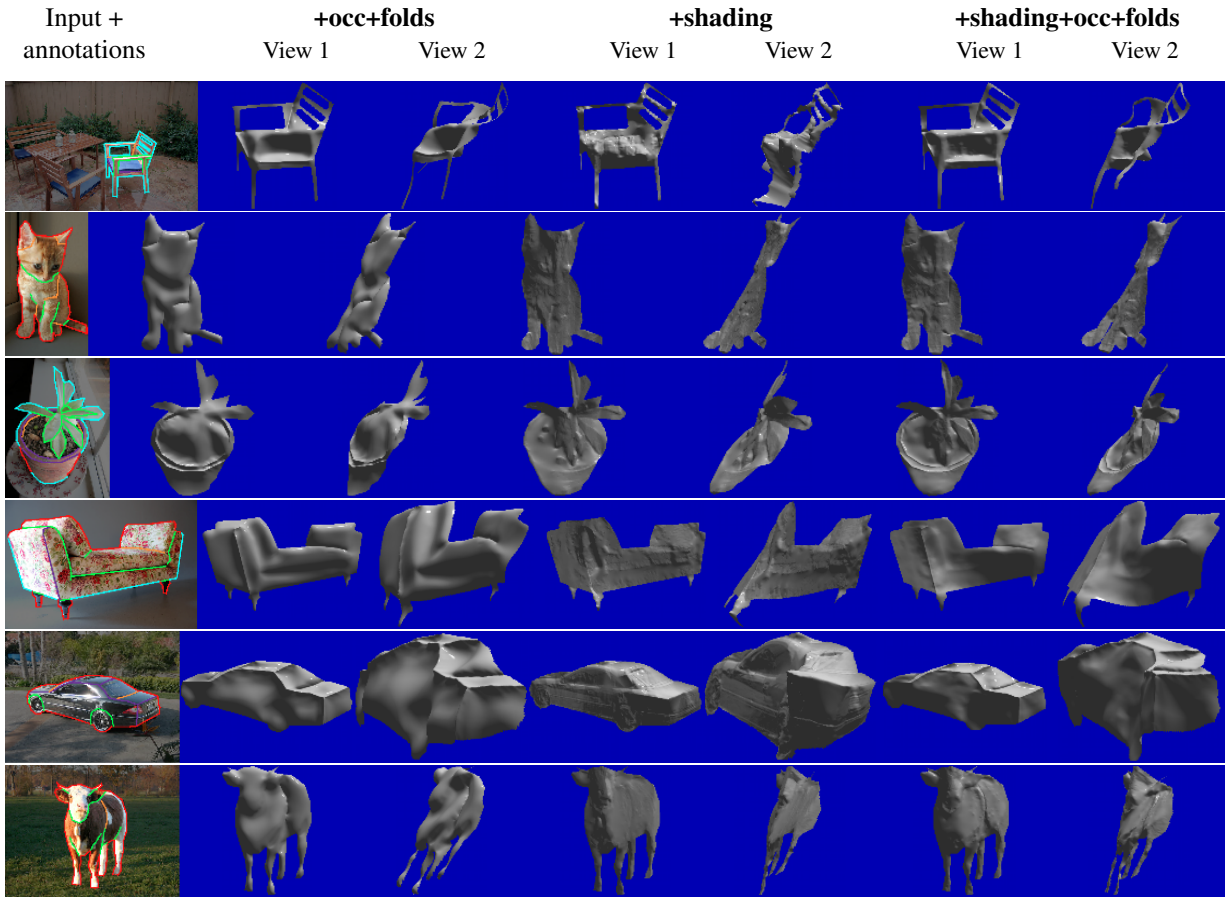 Input +
annotations
+occ+folds
View 1 View 2
+shading
View 1 View 2
+shading+occ+folds
View 1 View 2